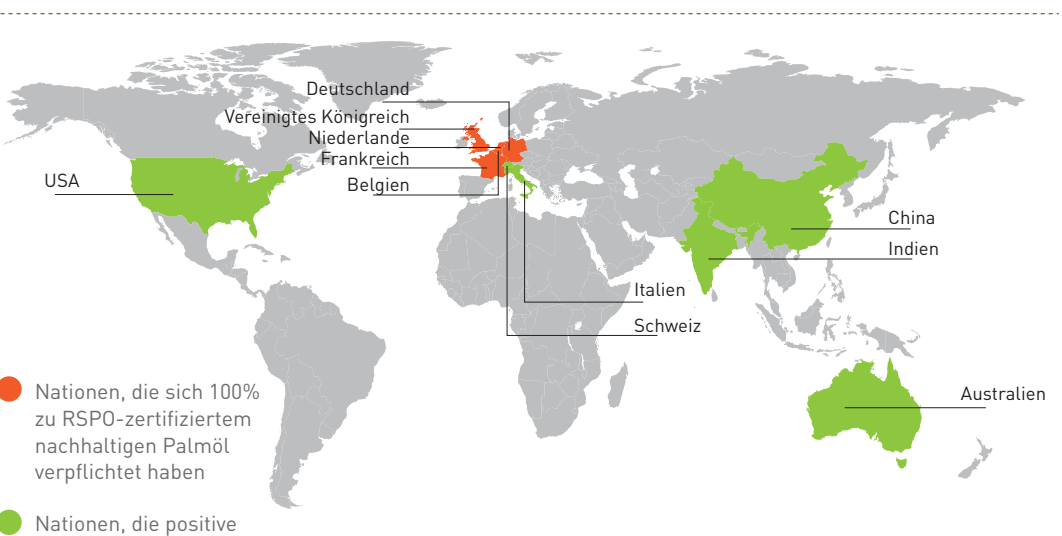 Deutschland
Vereinigtes Königreich
Niederlande
Frankreich
Belgien
USA
China
Indien
Italien
Schweiz
Australien
Nationen, die sich 100%
zu RSPO-zertifiziertem
nachhaltigen Palmöl
verpflichtet haben
Nationen, die positive